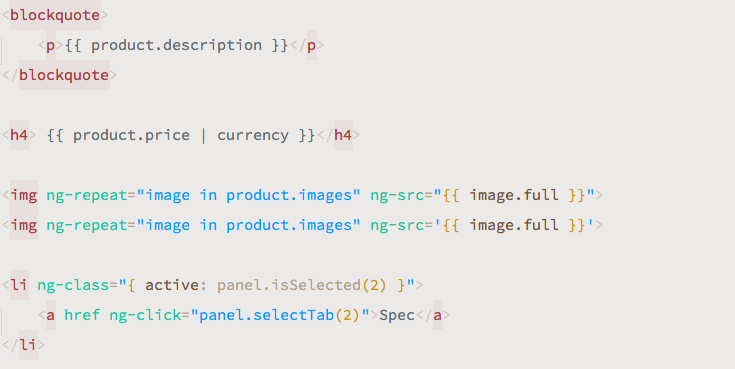 <blockquote>
<p>{{ product.description }}</p>
</blockquote>
<h4> {{ product.price | currency }}</h4>
<img ng-repeat="image in product.images" ng-src="{{ image.full }}">
<img ng-repeat="image in product.images" ng-src='{{ image.full }}'>
<li ng-class="{ active: panel.isSelected(2) }">
<a href ng-click="panel.selectTab(2)">Spec</a>
</li>